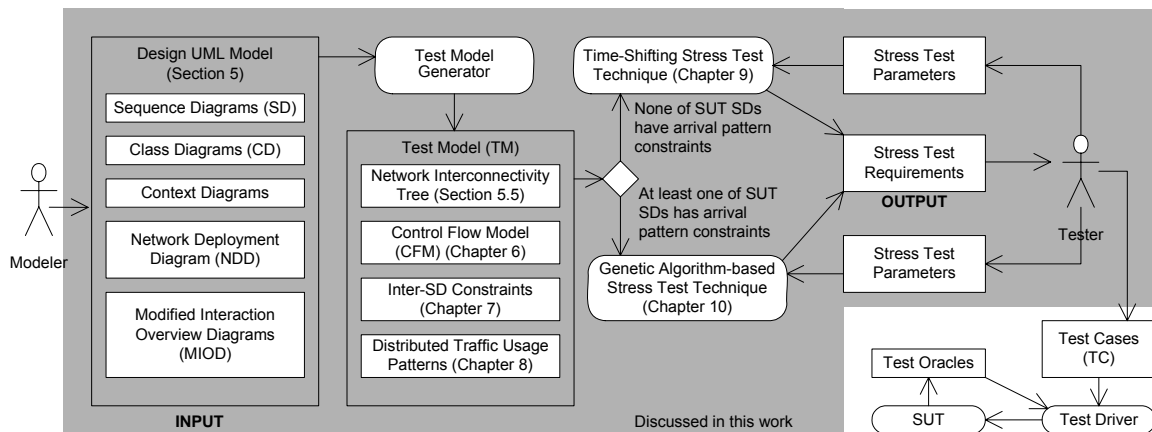 Design UML Model
(Section 5)
Sequence Diagrams (SD)
Class Diagrams (CD)
Context Diagrams
Network Deployment
Diagram (NDD)
Modified Interaction
Overview Diagrams
(MIOD)
INPUT
Modeler
Test Model
Generator
Test Model (TM)
Network Interconnectivity
Tree (Section 5.5)
Control Flow Model
(CFM) (Chapter 6)
Inter-SD Constraints
(Chapter 7)
Distributed Traffic Usage
Patterns (Chapter 8)
Time-Shifting Stress Test
Technique (Chapter 9)
None of SUT SDs
have arrival pattern
constraints
At least one of SUT
SDs has arrival
pattern constraints
Genetic Algorithm-based
Stress Test Technique
(Chapter 10)
Discussed in this work
Stress Test
Parameters
Stress Test
Requirements
OUTPUT
Stress Test
Parameters
Tester
Test Cases
(TC)
Test Oracles
SUT
Test Driver